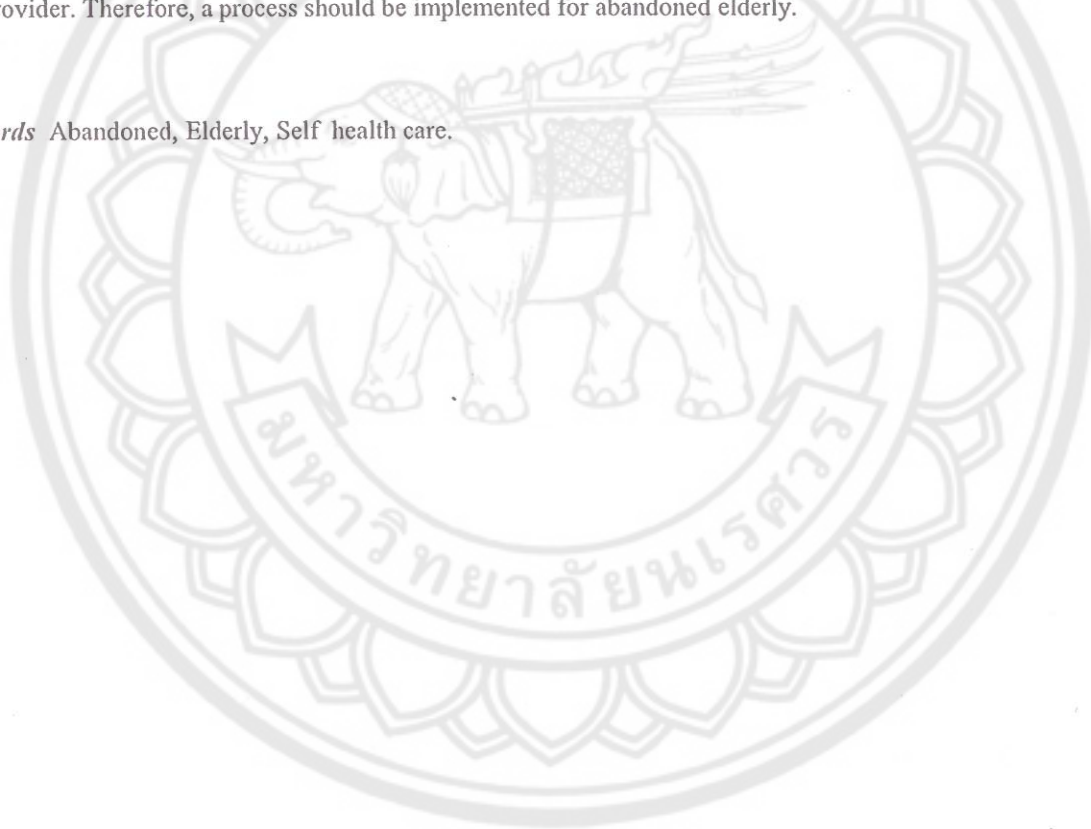 rovider. Therefore, a process should be implemented for abandoned elderly.
rds Abandoned, Elderly, Self health care.
มหาวิทยาลัยนเรศวร